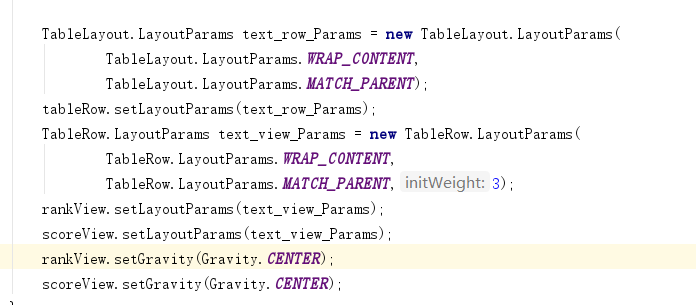 TableLayout.LayoutParams text_row_Params = new TableLayout.LayoutParams(
TableLayout.LayoutParams.WRAP_CONTENT,
TableLayout.LayoutParams.MATCH_PARENT);
tableRow.setLayoutParams(text_row_Params);
TableRow.LayoutParams text_view_Params = new TableRow.LayoutParams(
TableRow.LayoutParams.WRAP_CONTENT,
TableRow.LayoutParams.MATCH_PARENT, initWeight: 3);
rankView.setLayoutParams(text_view_Params);
scoreView.setLayoutParams(text_view_Params);
rankView.setGravity(Gravity.CENTER);
scoreView.setGravity(Gravity.CENTER);